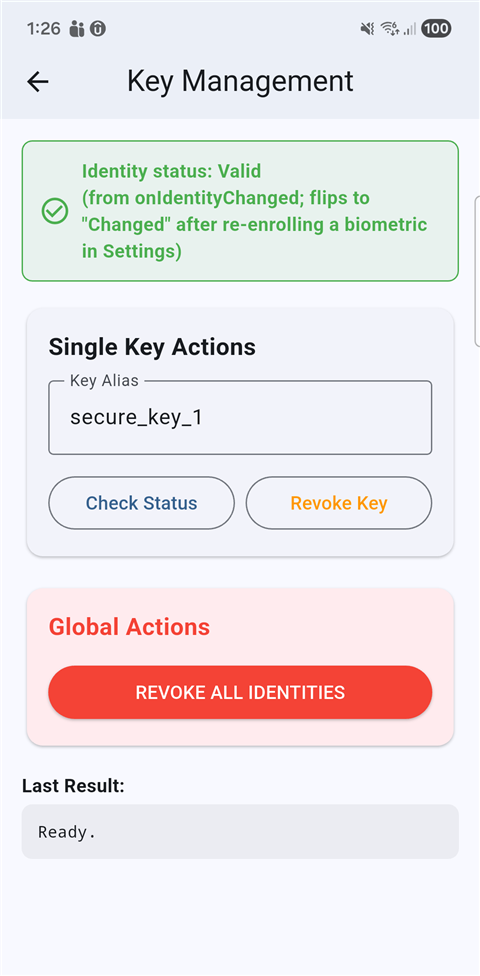 1:26
100
Key Management
Identity status: Valid
(from onIdentityChanged; flips to
"Changed" after re-enrolling a biometric
in Settings)
Single Key Actions
Key Alias
secure_key_1
Check Status
Revoke Key
Global Actions
REVOKE ALL IDENTITIES
Last Result:
Ready.